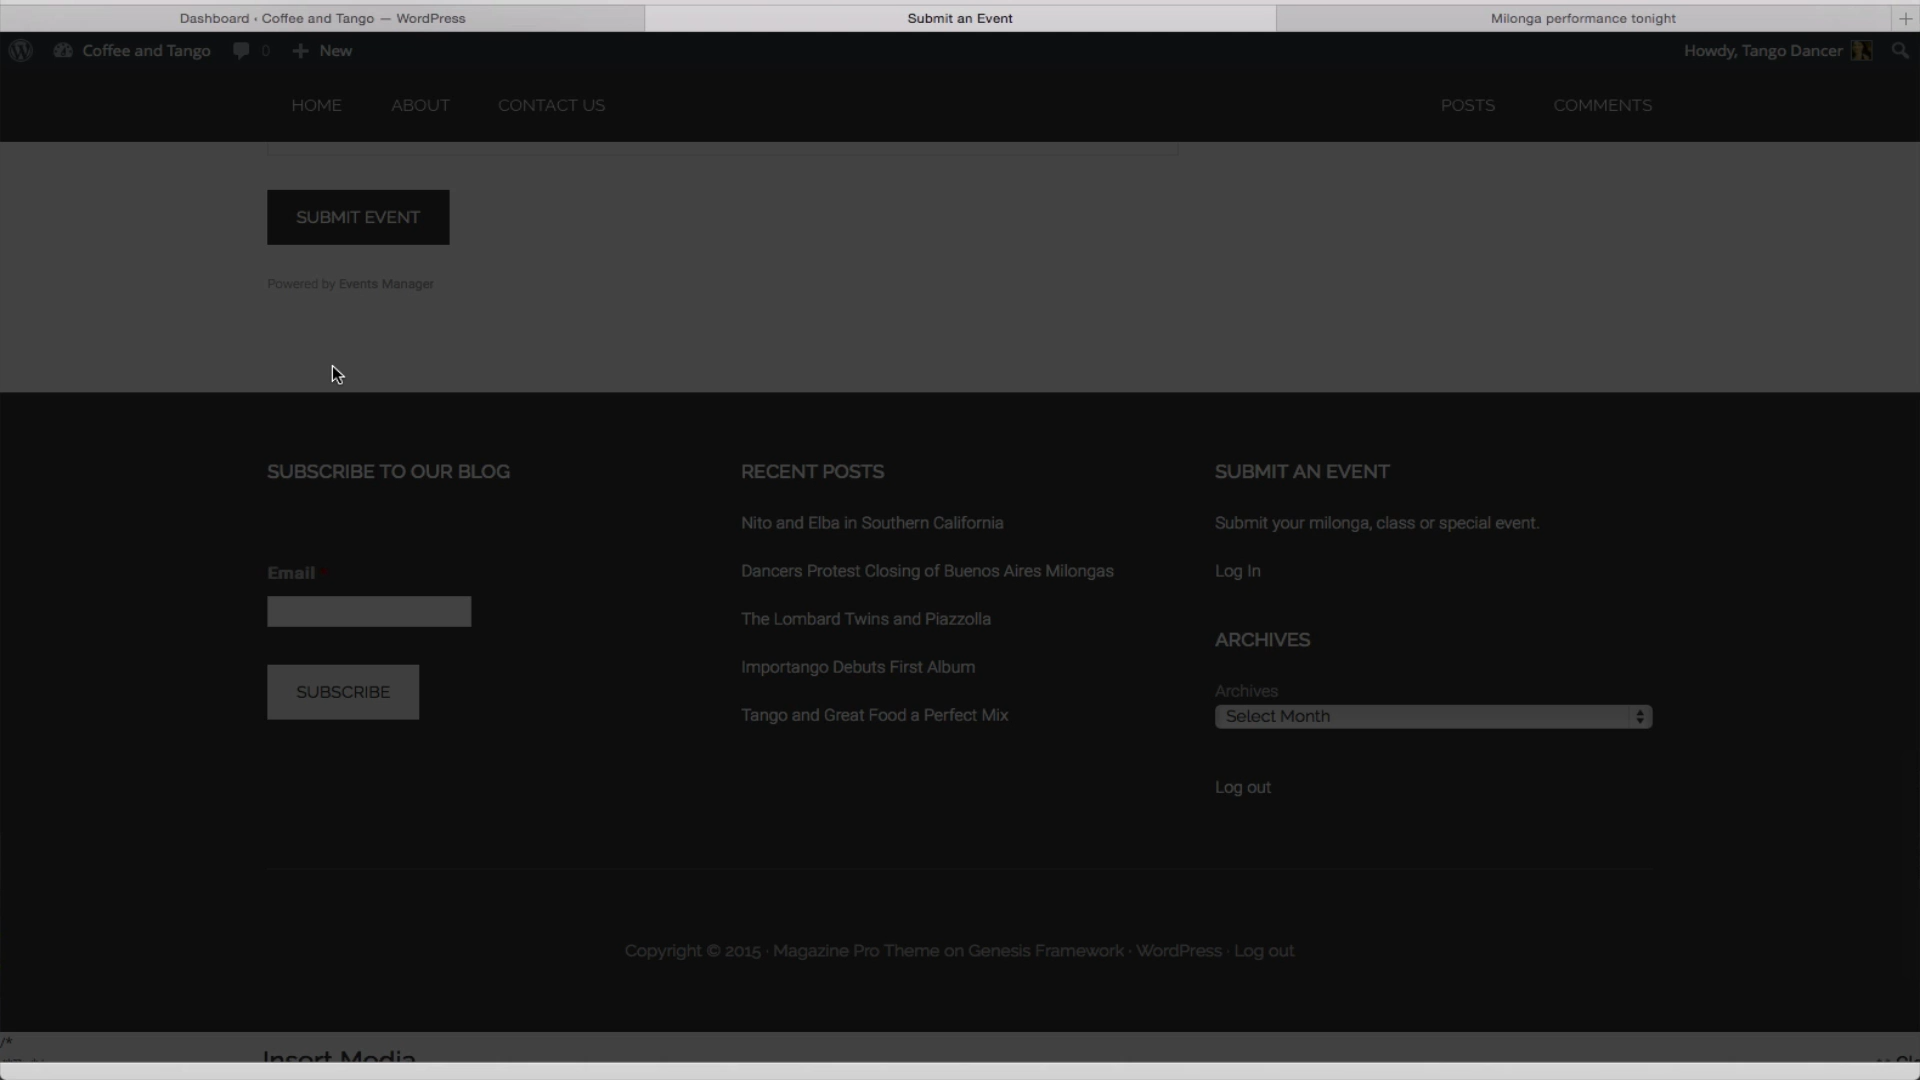 Dashboard ‹ Coffee and Tango — WordPress
Submit an Event
Milonga performance tonight
Coffee and Tango
0
New
Howdy, Tango Dancer
HOME
ABOUT
CONTACT US
POSTS
COMMENTS
SUBMIT EVENT
Powered by Events Manager
SUBSCRIBE TO OUR BLOG
Email *
SUBSCRIBE
RECENT POSTS
Nito and Elba in Southern California
Dancers Protest Closing of Buenos Aires Milongas
The Lombard Twins and Piazzolla
Importango Debuts First Album
Tango and Great Food a Perfect Mix
SUBMIT AN EVENT
Submit your milonga, class or special event.
Log In
ARCHIVES
Archives
Select Month
Log out
Copyright © 2015 · Magazine Pro Theme on Genesis Framework · WordPress · Log out
/*
Insert Media